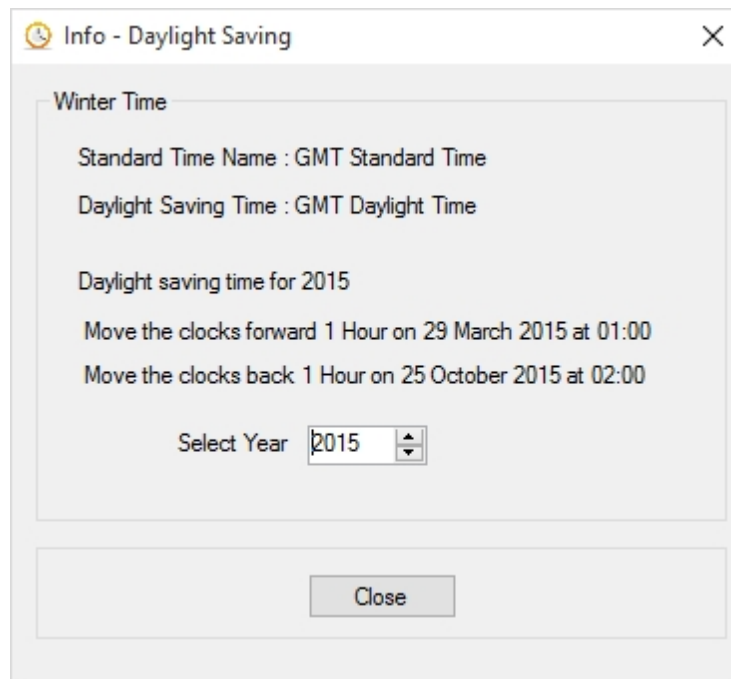 Info - Daylight Saving
Winter Time
Standard Time Name : GMT Standard Time
Daylight Saving Time : GMT Daylight Time
Daylight saving time for 2015
Move the clocks forward 1 Hour on 29 March 2015 at 01:00
Move the clocks back 1 Hour on 25 October 2015 at 02:00
Select Year 2015
Close